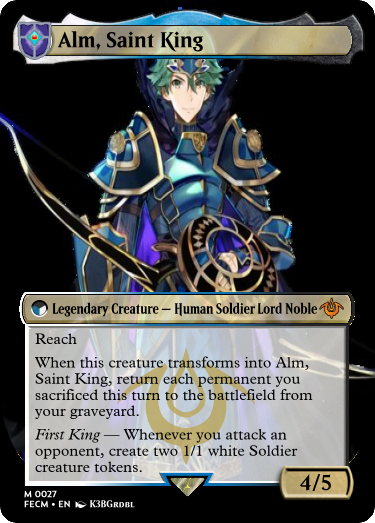 Alm, Saint King
Legendary Creature — Human Soldier Lord Noble
Reach
When this creature transforms into Alm,
Saint King, return each permanent you
sacrificed this turn to the battlefield from
your graveyard.
First King — Whenever you attack an
opponent, create two 1/1 white Soldier
creature tokens.
4/5
M 0027
FECM • EN K3BGRDBL